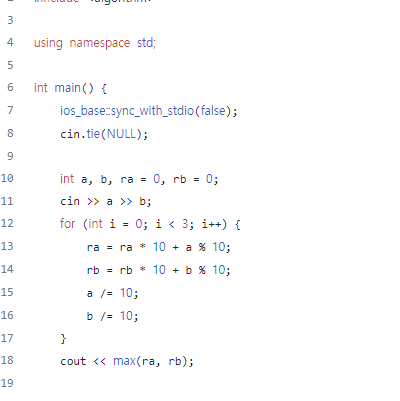 3
4 using namespace std;
5
6 int main() {
7 ios_base::sync_with_stdio(false);
8 cin.tie(NULL);
9
10 int a, b, ra = 0, rb = 0;
11 cin >> a >> b;
12 for (int i = 0; i < 3; i++) {
13 ra = ra * 10 + a % 10;
14 rb = rb * 10 + b % 10;
15 a /= 10;
16 b /= 10;
17 }
18 cout << max(ra, rb);
19